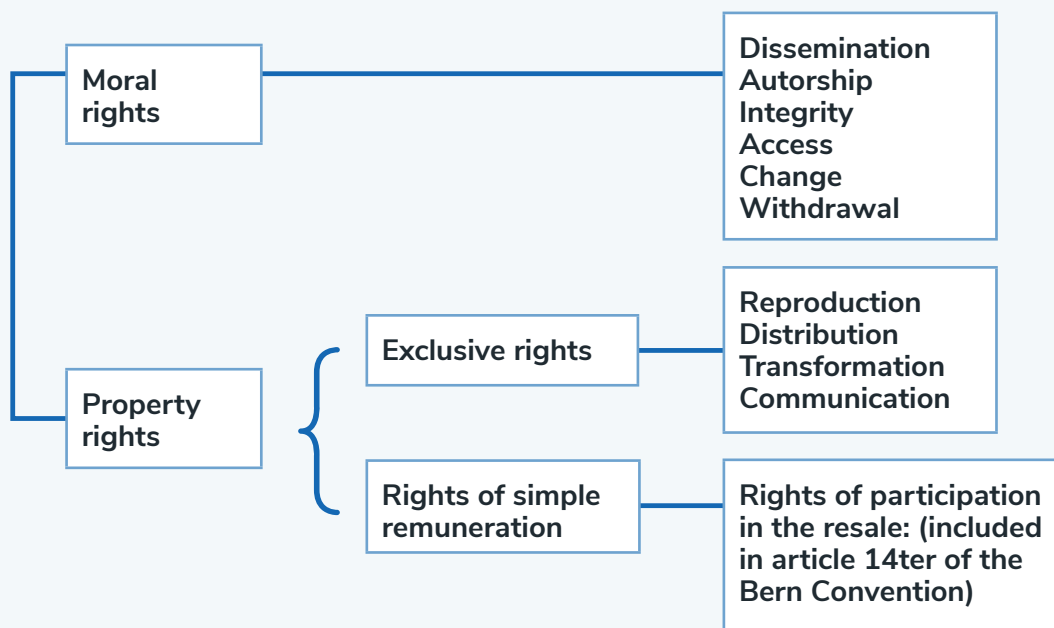 Moral
rights
Dissemination
Autorship
Integrity
Access
Change
Withdrawal
Property
rights
Exclusive rights
Reproduction
Distribution
Transformation
Communication
Rights of simple
remuneration
Rights of participation
in the resale: (included
in article 14ter of the
Bern Convention)